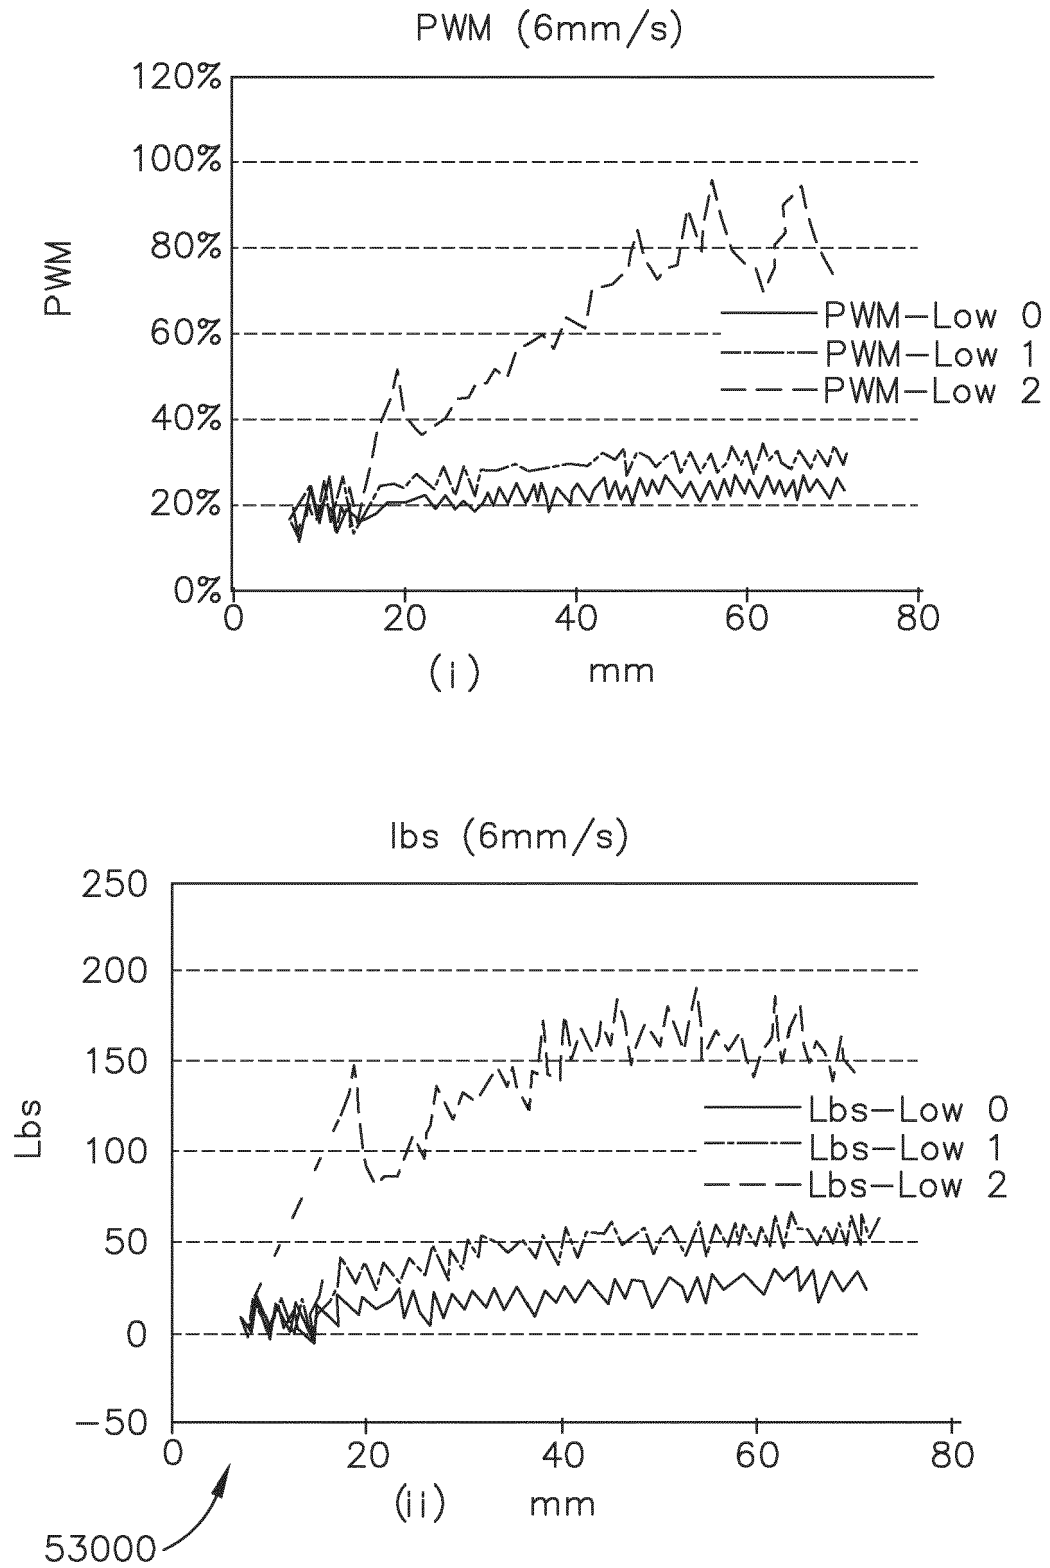 PWM (6mm/s)
120%
100%
80%
60%
40%
20%
0%
PWM
PWM-Low 0
PWM-Low 1
PWM-Low 2
0 20 40 60 80
(i) mm
lbs (6mm/s)
250
200
150
100
50
0
-50
Lbs
Lbs-Low 0
Lbs-Low 1
Lbs-Low 2
0 20 40 60 80
(ii) mm
53000